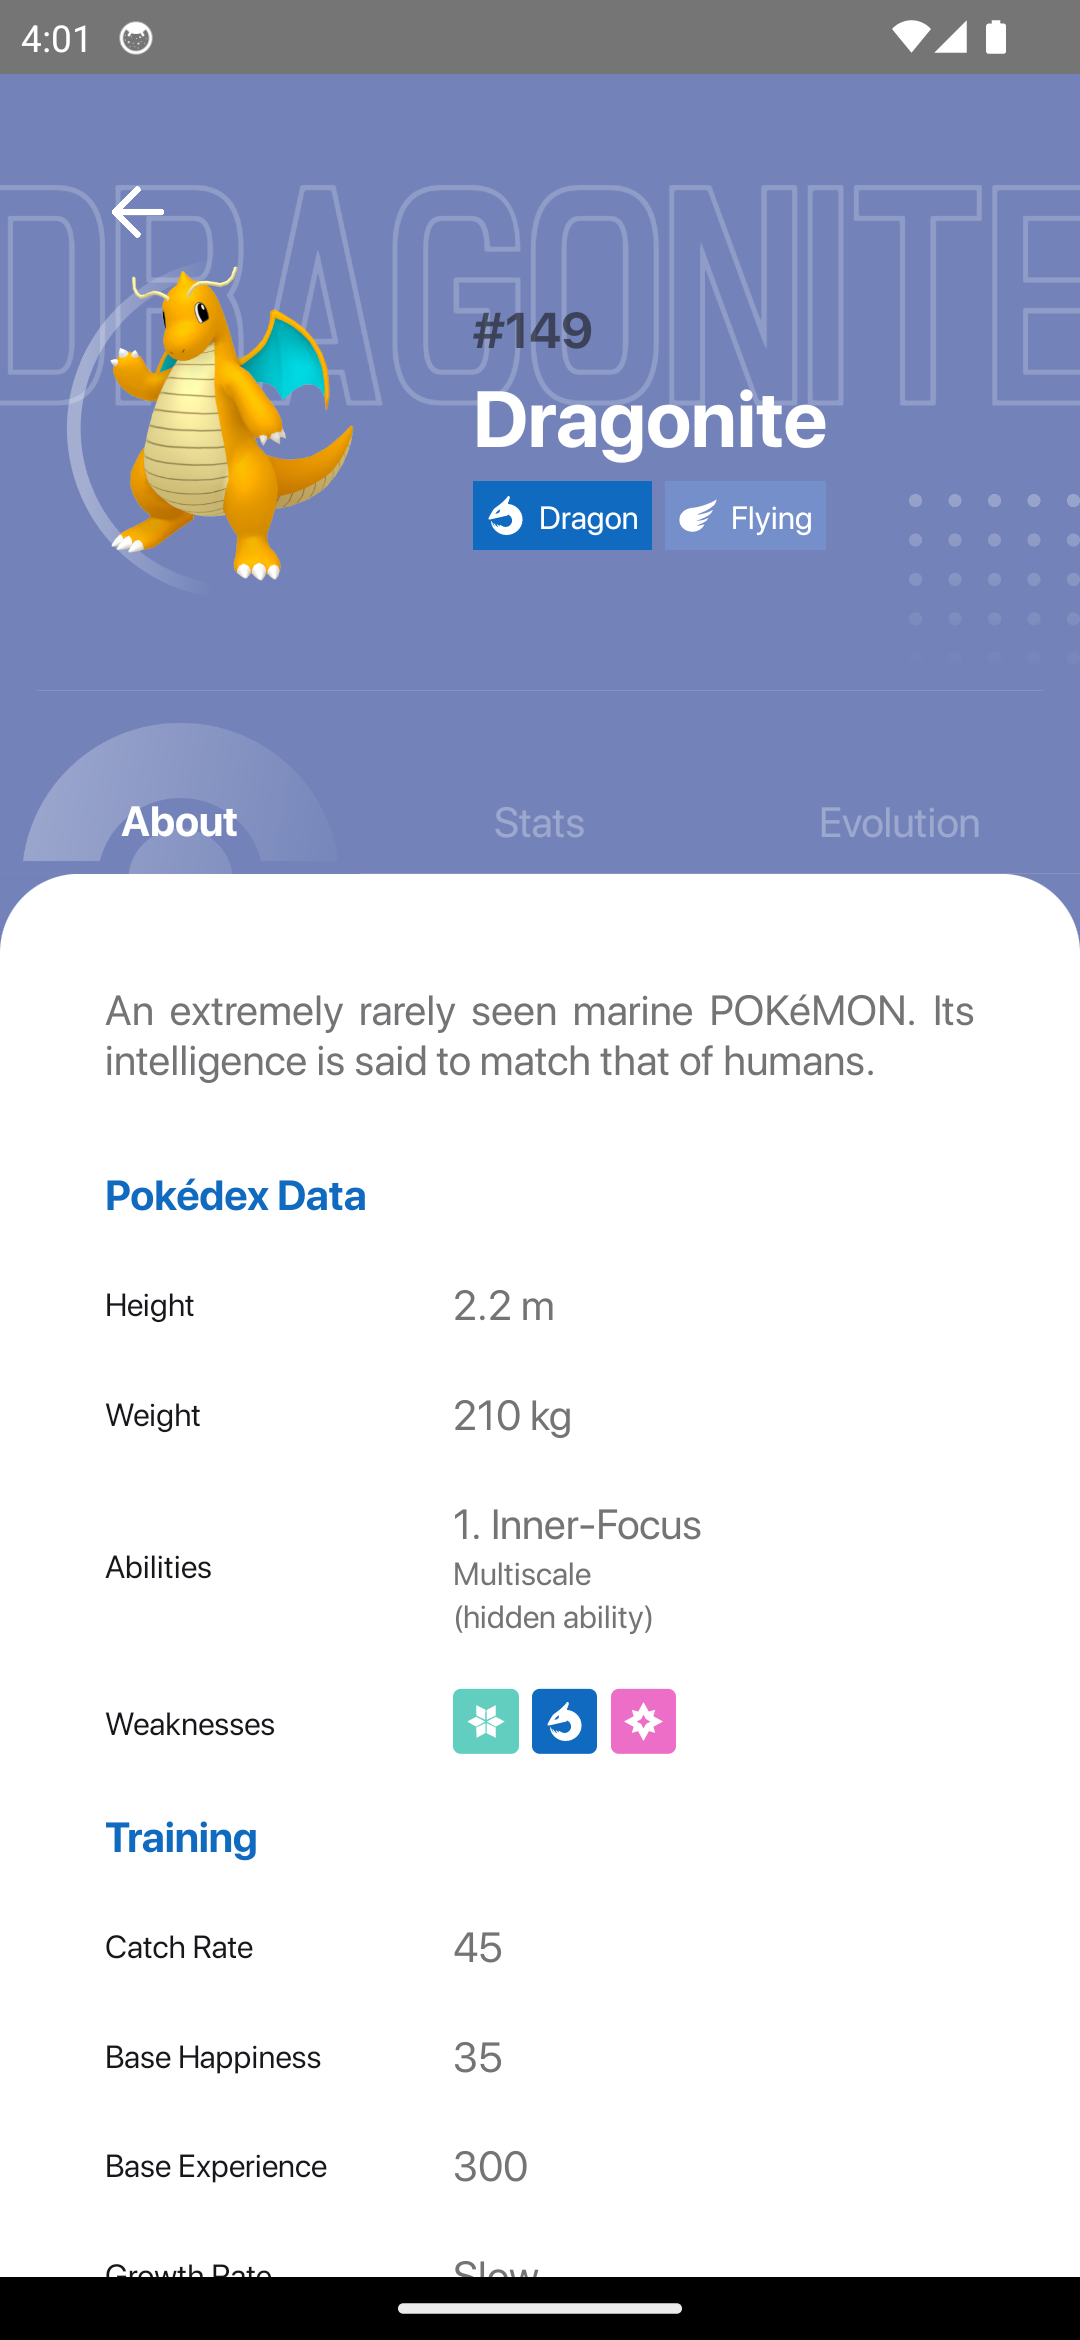 4:01
DRAGONITE
#149
Dragonite
Dragon
Flying
About
Stats
Evolution
An extremely rarely seen marine POKéMON. Its
intelligence is said to match that of humans.
Pokédex Data
Height
2.2 m
Weight
210 kg
Abilities
1. Inner-Focus
Multiscale
(hidden ability)
Weaknesses
Training
Catch Rate
45
Base Happiness
35
Base Experience
300
Growth Rate
Slow